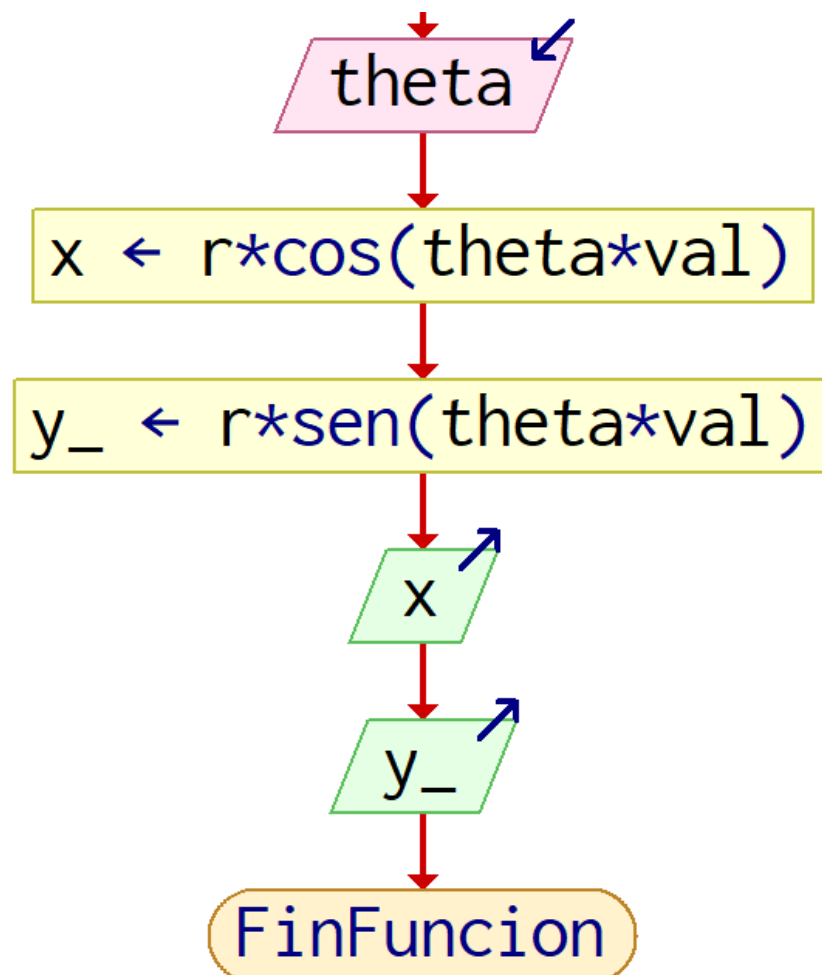 theta
x ← r*cos(theta*val)
y_ ← r*sen(theta*val)
x
y_
FinFuncion